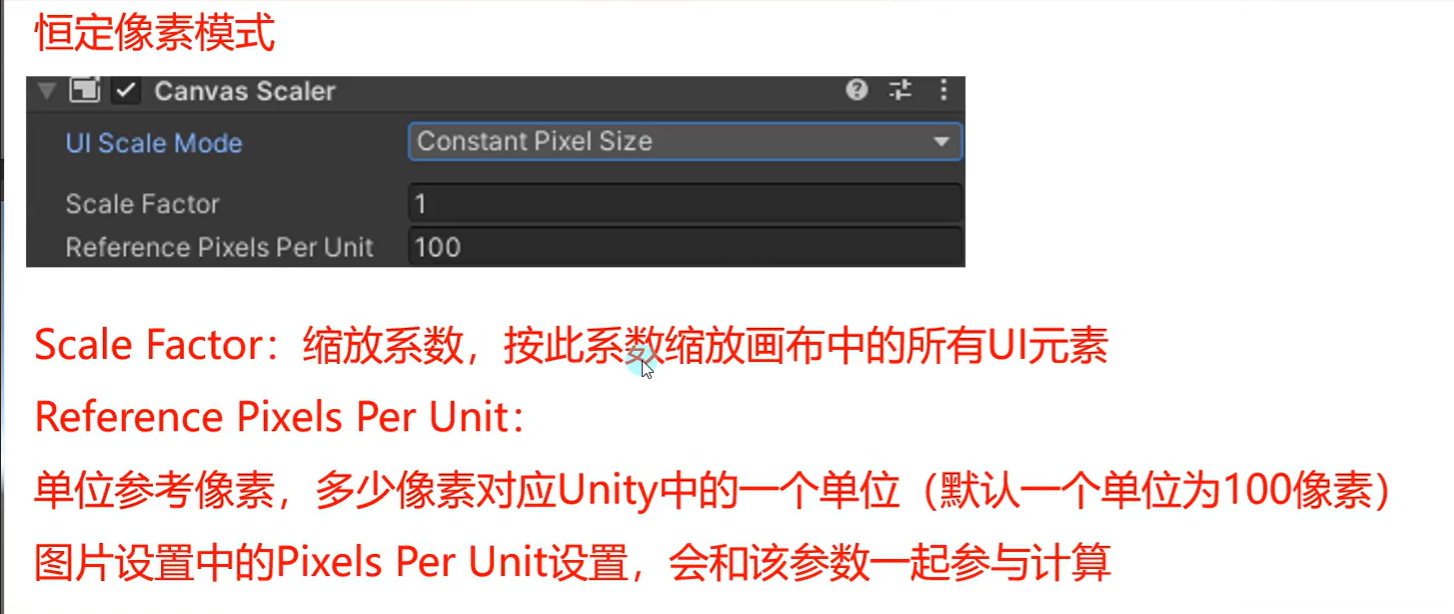 恒定像素模式
Canvas Scaler
UI Scale Mode Constant Pixel Size
Scale Factor 1
Reference Pixels Per Unit 100
Scale Factor：缩放系数，按此系数缩放画布中的所有UI元素
Reference Pixels Per Unit：
单位参考像素，多少像素对应Unity中的一个单位（默认一个单位为100像素）
图片设置中的Pixels Per Unit设置，会和该参数一起参与计算